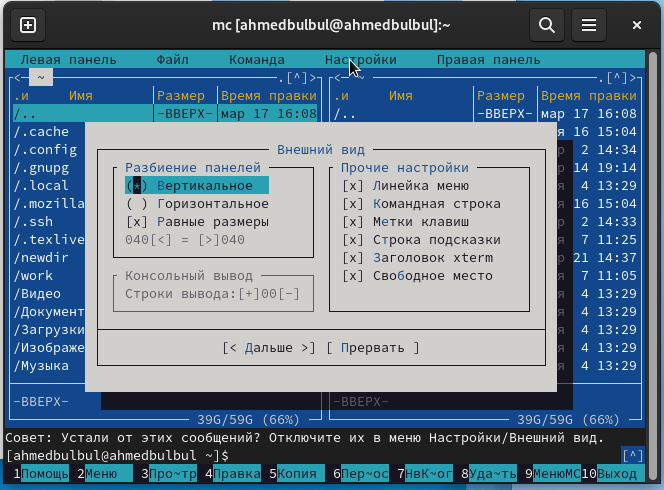 mc [ahmedbulbul@ahmedbulbul]:~
Левая панель Файл Команда Настройки Правая панель
<─ ~ .[^]> <─ ~ .[^]>
.и Имя Размер Время правки .и Имя Размер Время правки
/.. -ВВЕРХ- мар 17 16:08 /.. -ВВЕРХ- мар 17 16:08
/.cache я 16 15:04
/.config р 2 14:34
/.gnupg р 14 19:14
/.local я 4 13:29
/.mozilla я 16 15:04
/.ssh р 2 14:33
/.texlive я 7 11:25
/newdir р 21 14:37
/work я 7 11:05
/Видео я 4 13:29
/Документ я 4 13:29
/Загрузки я 4 13:29
/Изображе я 4 13:29
/Музыка я 4 13:29
Внешний вид
Разбиение панелей
(*) Вертикальное
( ) Горизонтальное
[x] Равные размеры
040[<] = [>]040
Консольный вывод
Строки вывода:[+]00[-]
Прочие настройки
[x] Линейка меню
[x] Командная строка
[x] Метки клавиш
[x] Строка подсказки
[x] Заголовок xterm
[x] Свободное место
[< Дальше >] [ Прервать ]
-ВВЕРХ- -ВВЕРХ-
39G/59G (66%) 39G/59G (66%)
Совет: Устали от этих сообщений? Отключите их в меню Настройки/Внешний вид.
[ahmedbulbul@ahmedbulbul ~]$ [^]
1Помощь 2Меню 3Про~тр 4Правка 5Копия 6Пер~ос 7НвК~ог 8Уда~ть 9МенюМС 10Выход